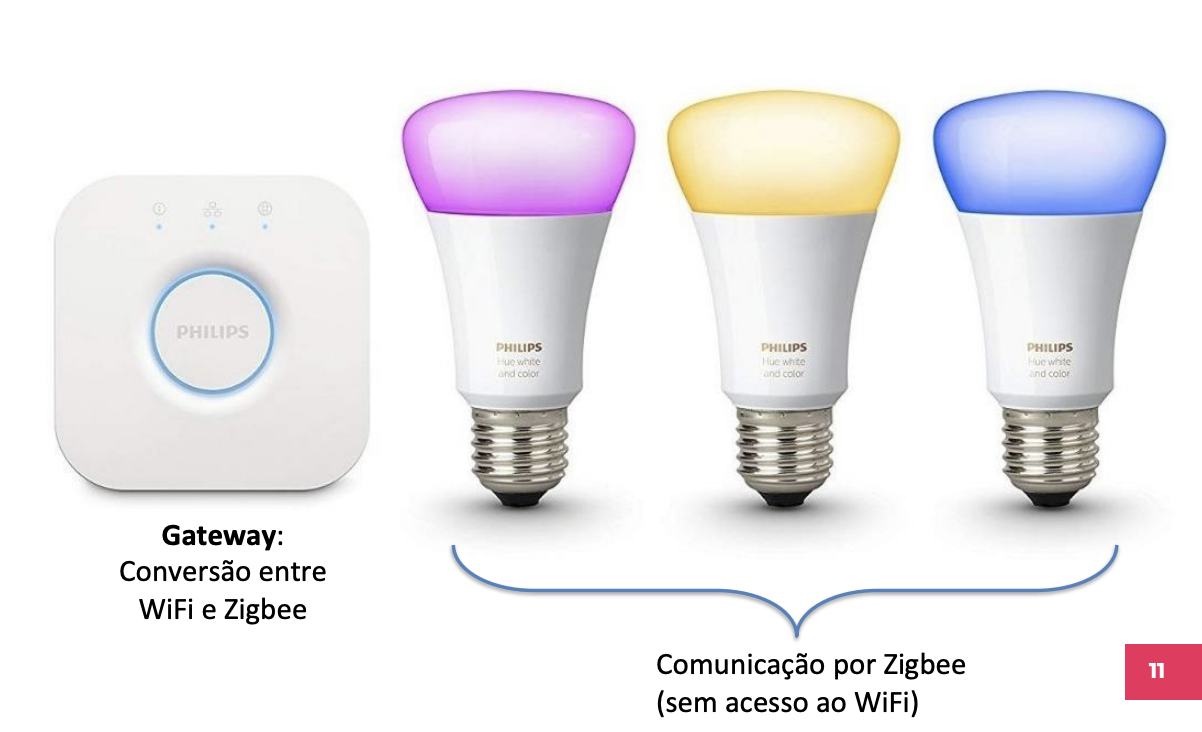 PHILIPS
Gateway:
Conversão entre
WiFi e Zigbee
PHILIPS
Hue white
and color
PHILIPS
Hue white
and color
PHILIPS
Hue white
and color
Comunicação por Zigbee
(sem acesso ao WiFi)
11